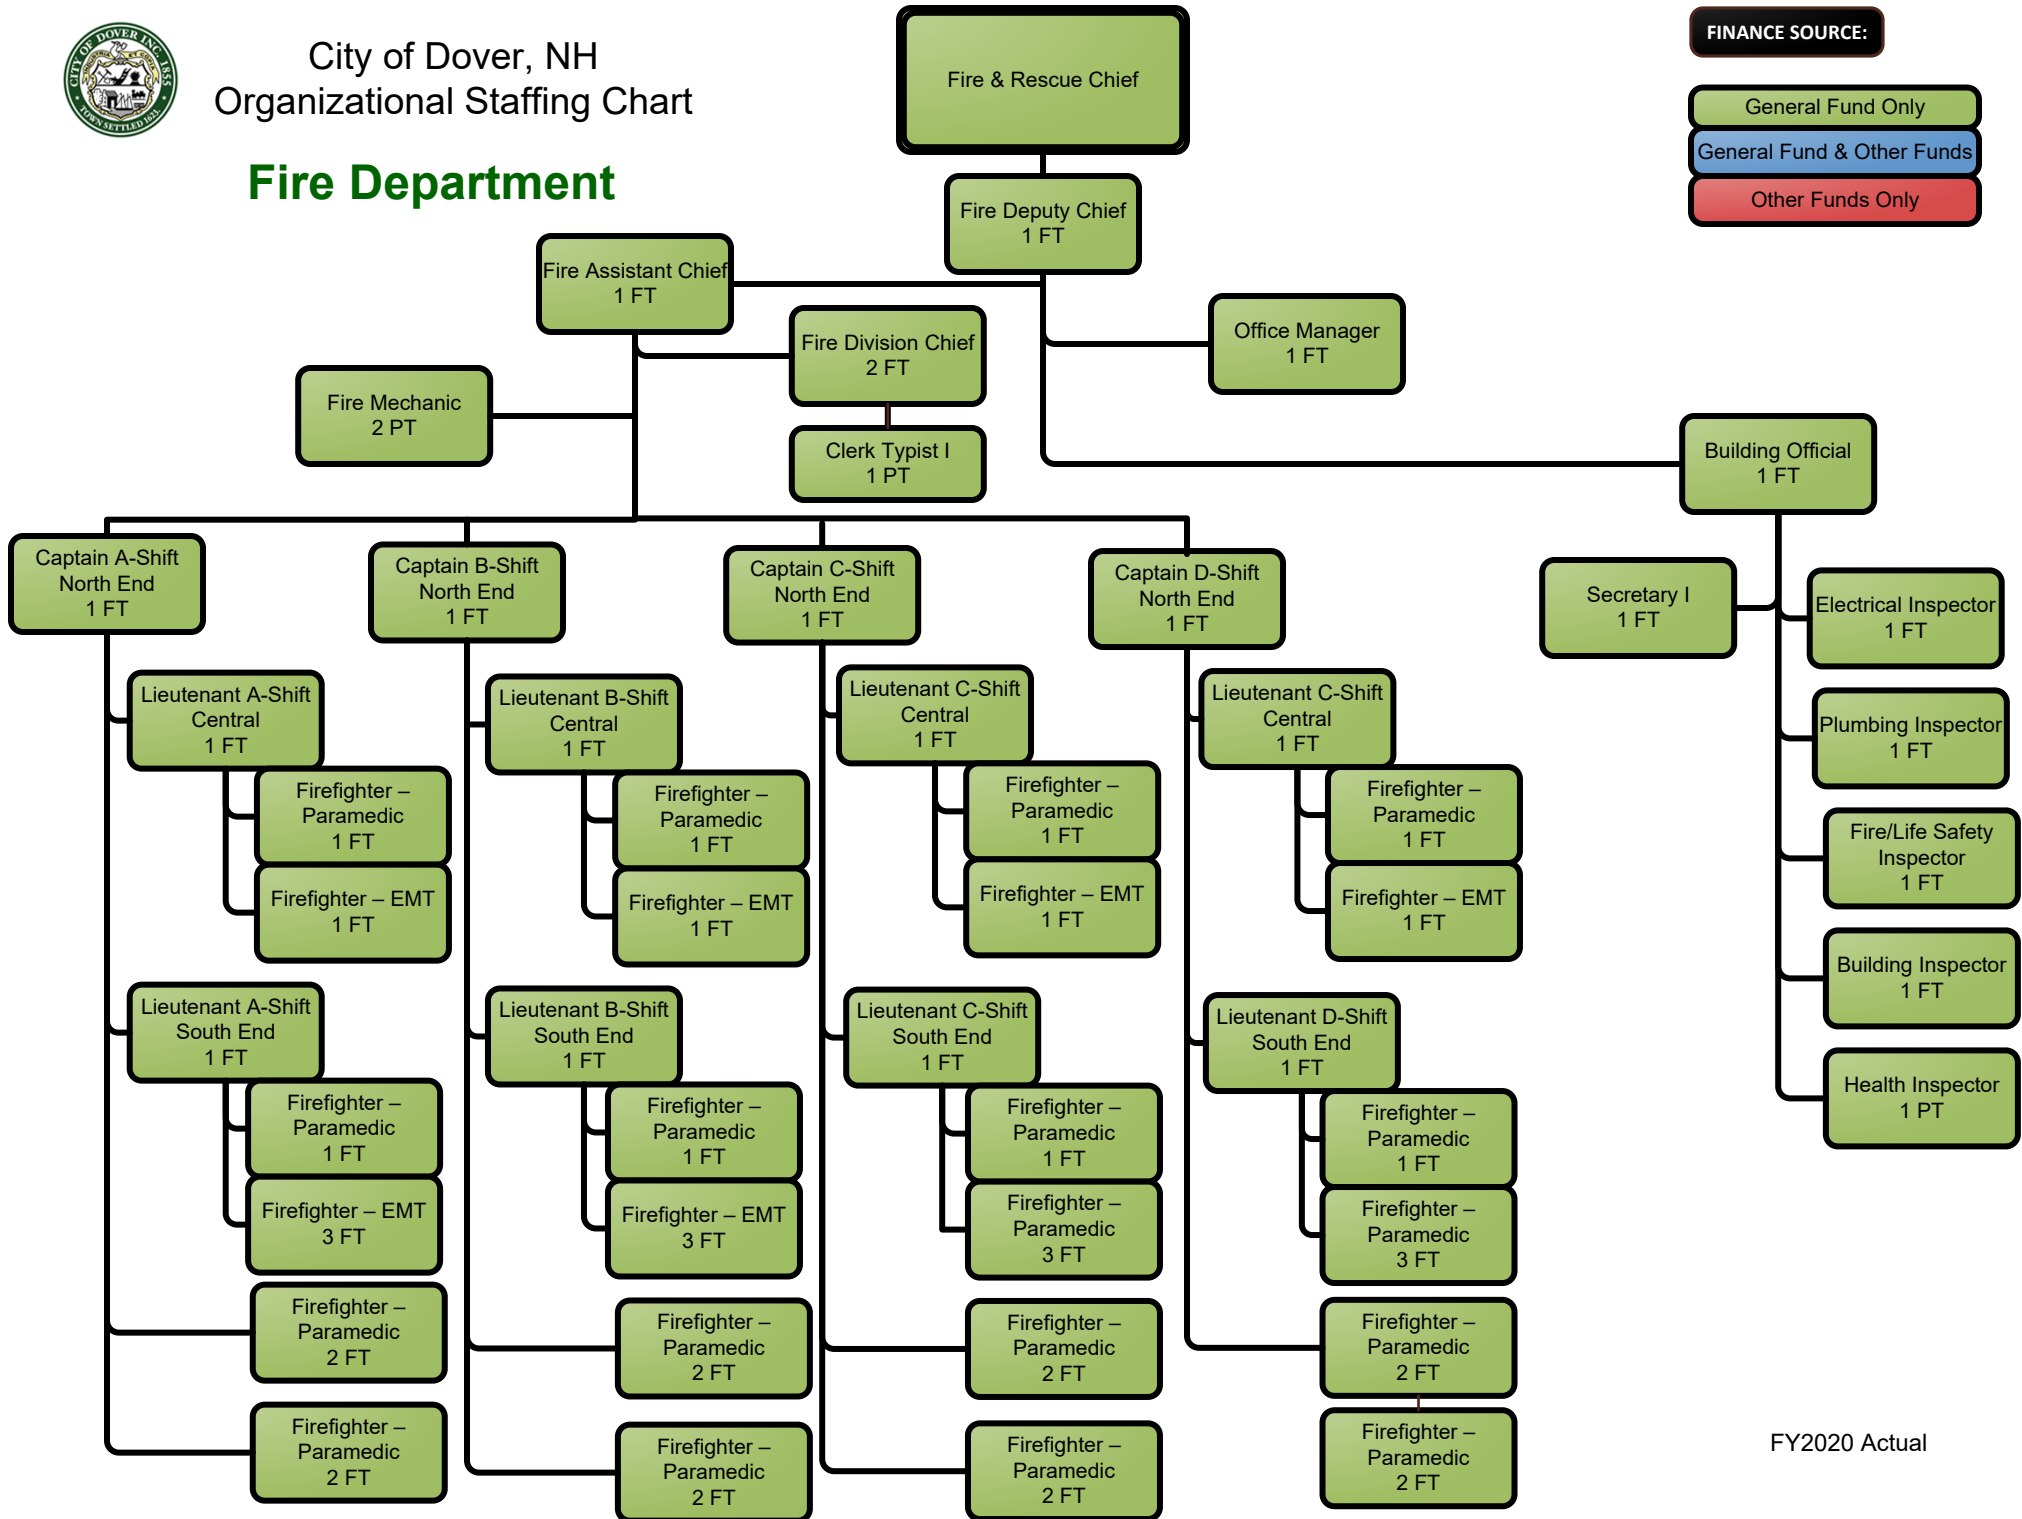 CITY OF DOVER INC. 1855
TOWN SETTLED 1623
City of Dover, NH
Organizational Staffing Chart
Fire Department
Fire & Rescue Chief
FINANCE SOURCE:
General Fund Only
General Fund & Other Funds
Other Funds Only
Fire Deputy Chief
1 FT
Fire Assistant Chief
1 FT
Fire Division Chief
2 FT
Office Manager
1 FT
Fire Mechanic
2 PT
Clerk Typist I
1 PT
Building Official
1 FT
Captain A-Shift
North End
1 FT
Captain B-Shift
North End
1 FT
Captain C-Shift
North End
1 FT
Captain D-Shift
North End
1 FT
Secretary I
1 FT
Electrical Inspector
1 FT
Plumbing Inspector
1 FT
Fire/Life Safety
Inspector
1 FT
Building Inspector
1 FT
Health Inspector
1 PT
Lieutenant A-Shift
Central
1 FT
Firefighter –
Paramedic
1 FT
Firefighter – EMT
1 FT
Lieutenant A-Shift
South End
1 FT
Firefighter –
Paramedic
1 FT
Firefighter – EMT
3 FT
Firefighter –
Paramedic
2 FT
Firefighter –
Paramedic
2 FT
Lieutenant B-Shift
Central
1 FT
Firefighter –
Paramedic
1 FT
Firefighter – EMT
1 FT
Lieutenant B-Shift
South End
1 FT
Firefighter –
Paramedic
1 FT
Firefighter – EMT
3 FT
Firefighter –
Paramedic
2 FT
Firefighter –
Paramedic
2 FT
Lieutenant C-Shift
Central
1 FT
Firefighter –
Paramedic
1 FT
Firefighter – EMT
1 FT
Lieutenant C-Shift
South End
1 FT
Firefighter –
Paramedic
1 FT
Firefighter –
Paramedic
3 FT
Firefighter –
Paramedic
2 FT
Firefighter –
Paramedic
2 FT
Lieutenant C-Shift
Central
1 FT
Firefighter –
Paramedic
1 FT
Firefighter – EMT
1 FT
Lieutenant D-Shift
South End
1 FT
Firefighter –
Paramedic
1 FT
Firefighter –
Paramedic
3 FT
Firefighter –
Paramedic
2 FT
Firefighter –
Paramedic
2 FT
FY2020 Actual